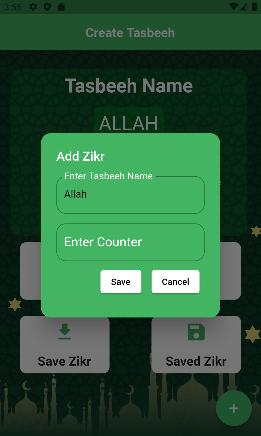 3:55
Create Tasbeeh
Tasbeeh Name
ALLAH
Add Zikr
Enter Tasbeeh Name
Allah
Enter Counter
Save
Cancel
Save Zikr
Saved Zikr